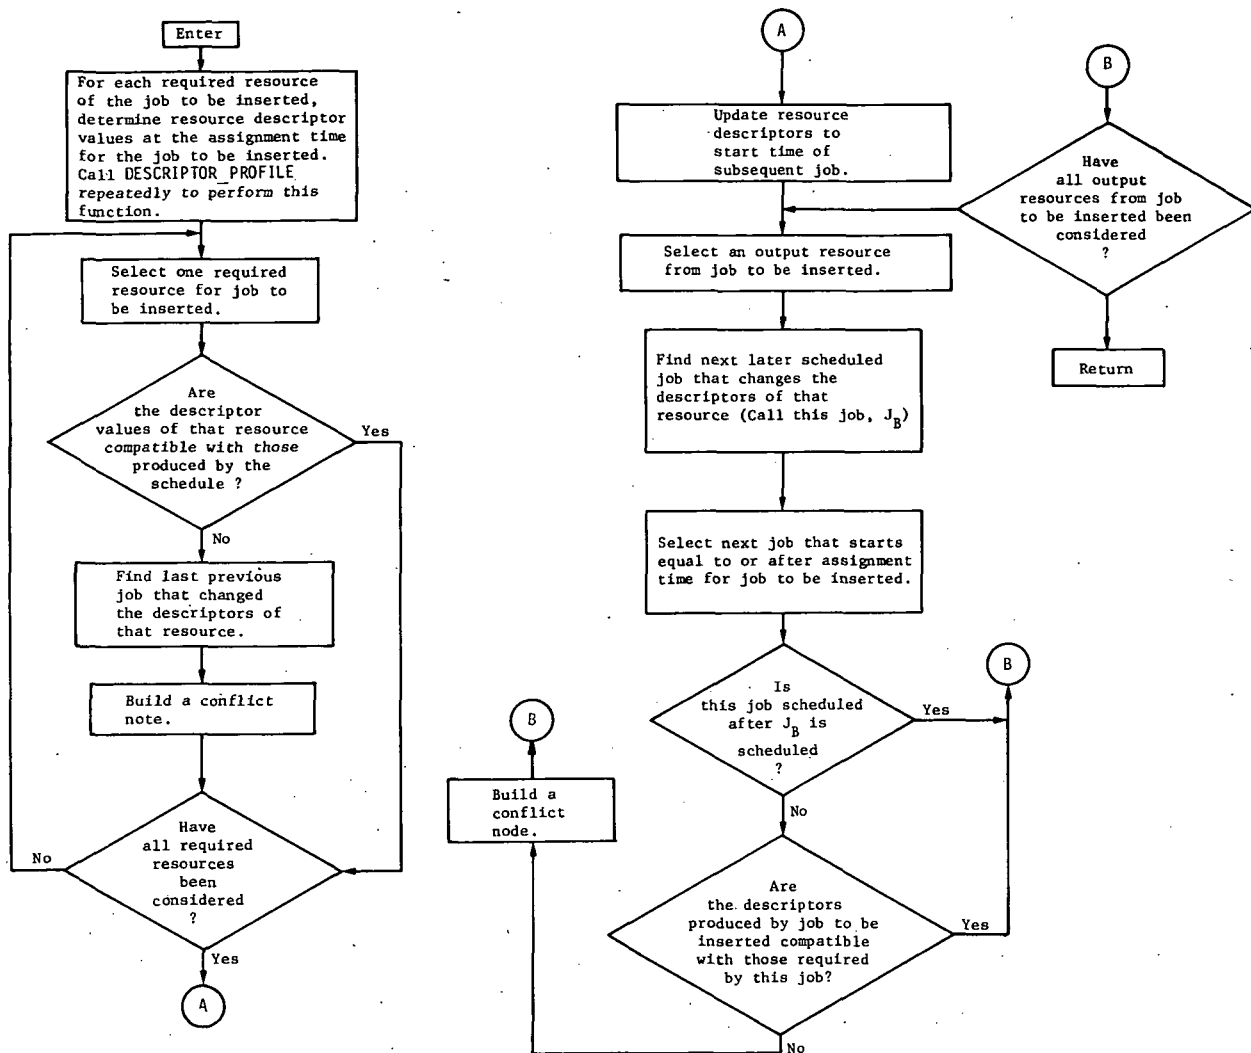 Enter
For each required resource
of the job to be inserted,
determine resource descriptor
values at the assignment time
for the job to be inserted.
Call DESCRIPTOR_PROFILE
repeatedly to perform this
function.
Select one required
resource for job to
be inserted.
Are
the descriptor
values of that resource
compatible with those
produced by the
schedule ?
Yes
No
Find last previous
job that changed
the descriptors of
that resource.
Build a conflict
note.
Have
all required
resources
been
considered
?
No
Yes
A
A
Update resource
descriptors to
start time of
subsequent job.
Select an output resource
from job to be inserted.
Find next later scheduled
job that changes the
descriptors of that
resource (Call this job, J_B)
Select next job that starts
equal to or after assignment
time for job to be inserted.
Is
this job scheduled
after J_B is
scheduled
?
Yes
No
B
Are
the descriptors
produced by job to be
inserted compatible
with those required
by this job?
Yes
No
Build a
conflict
node.
B
B
Have
all output
resources from job
to be inserted been
considered
?
Return